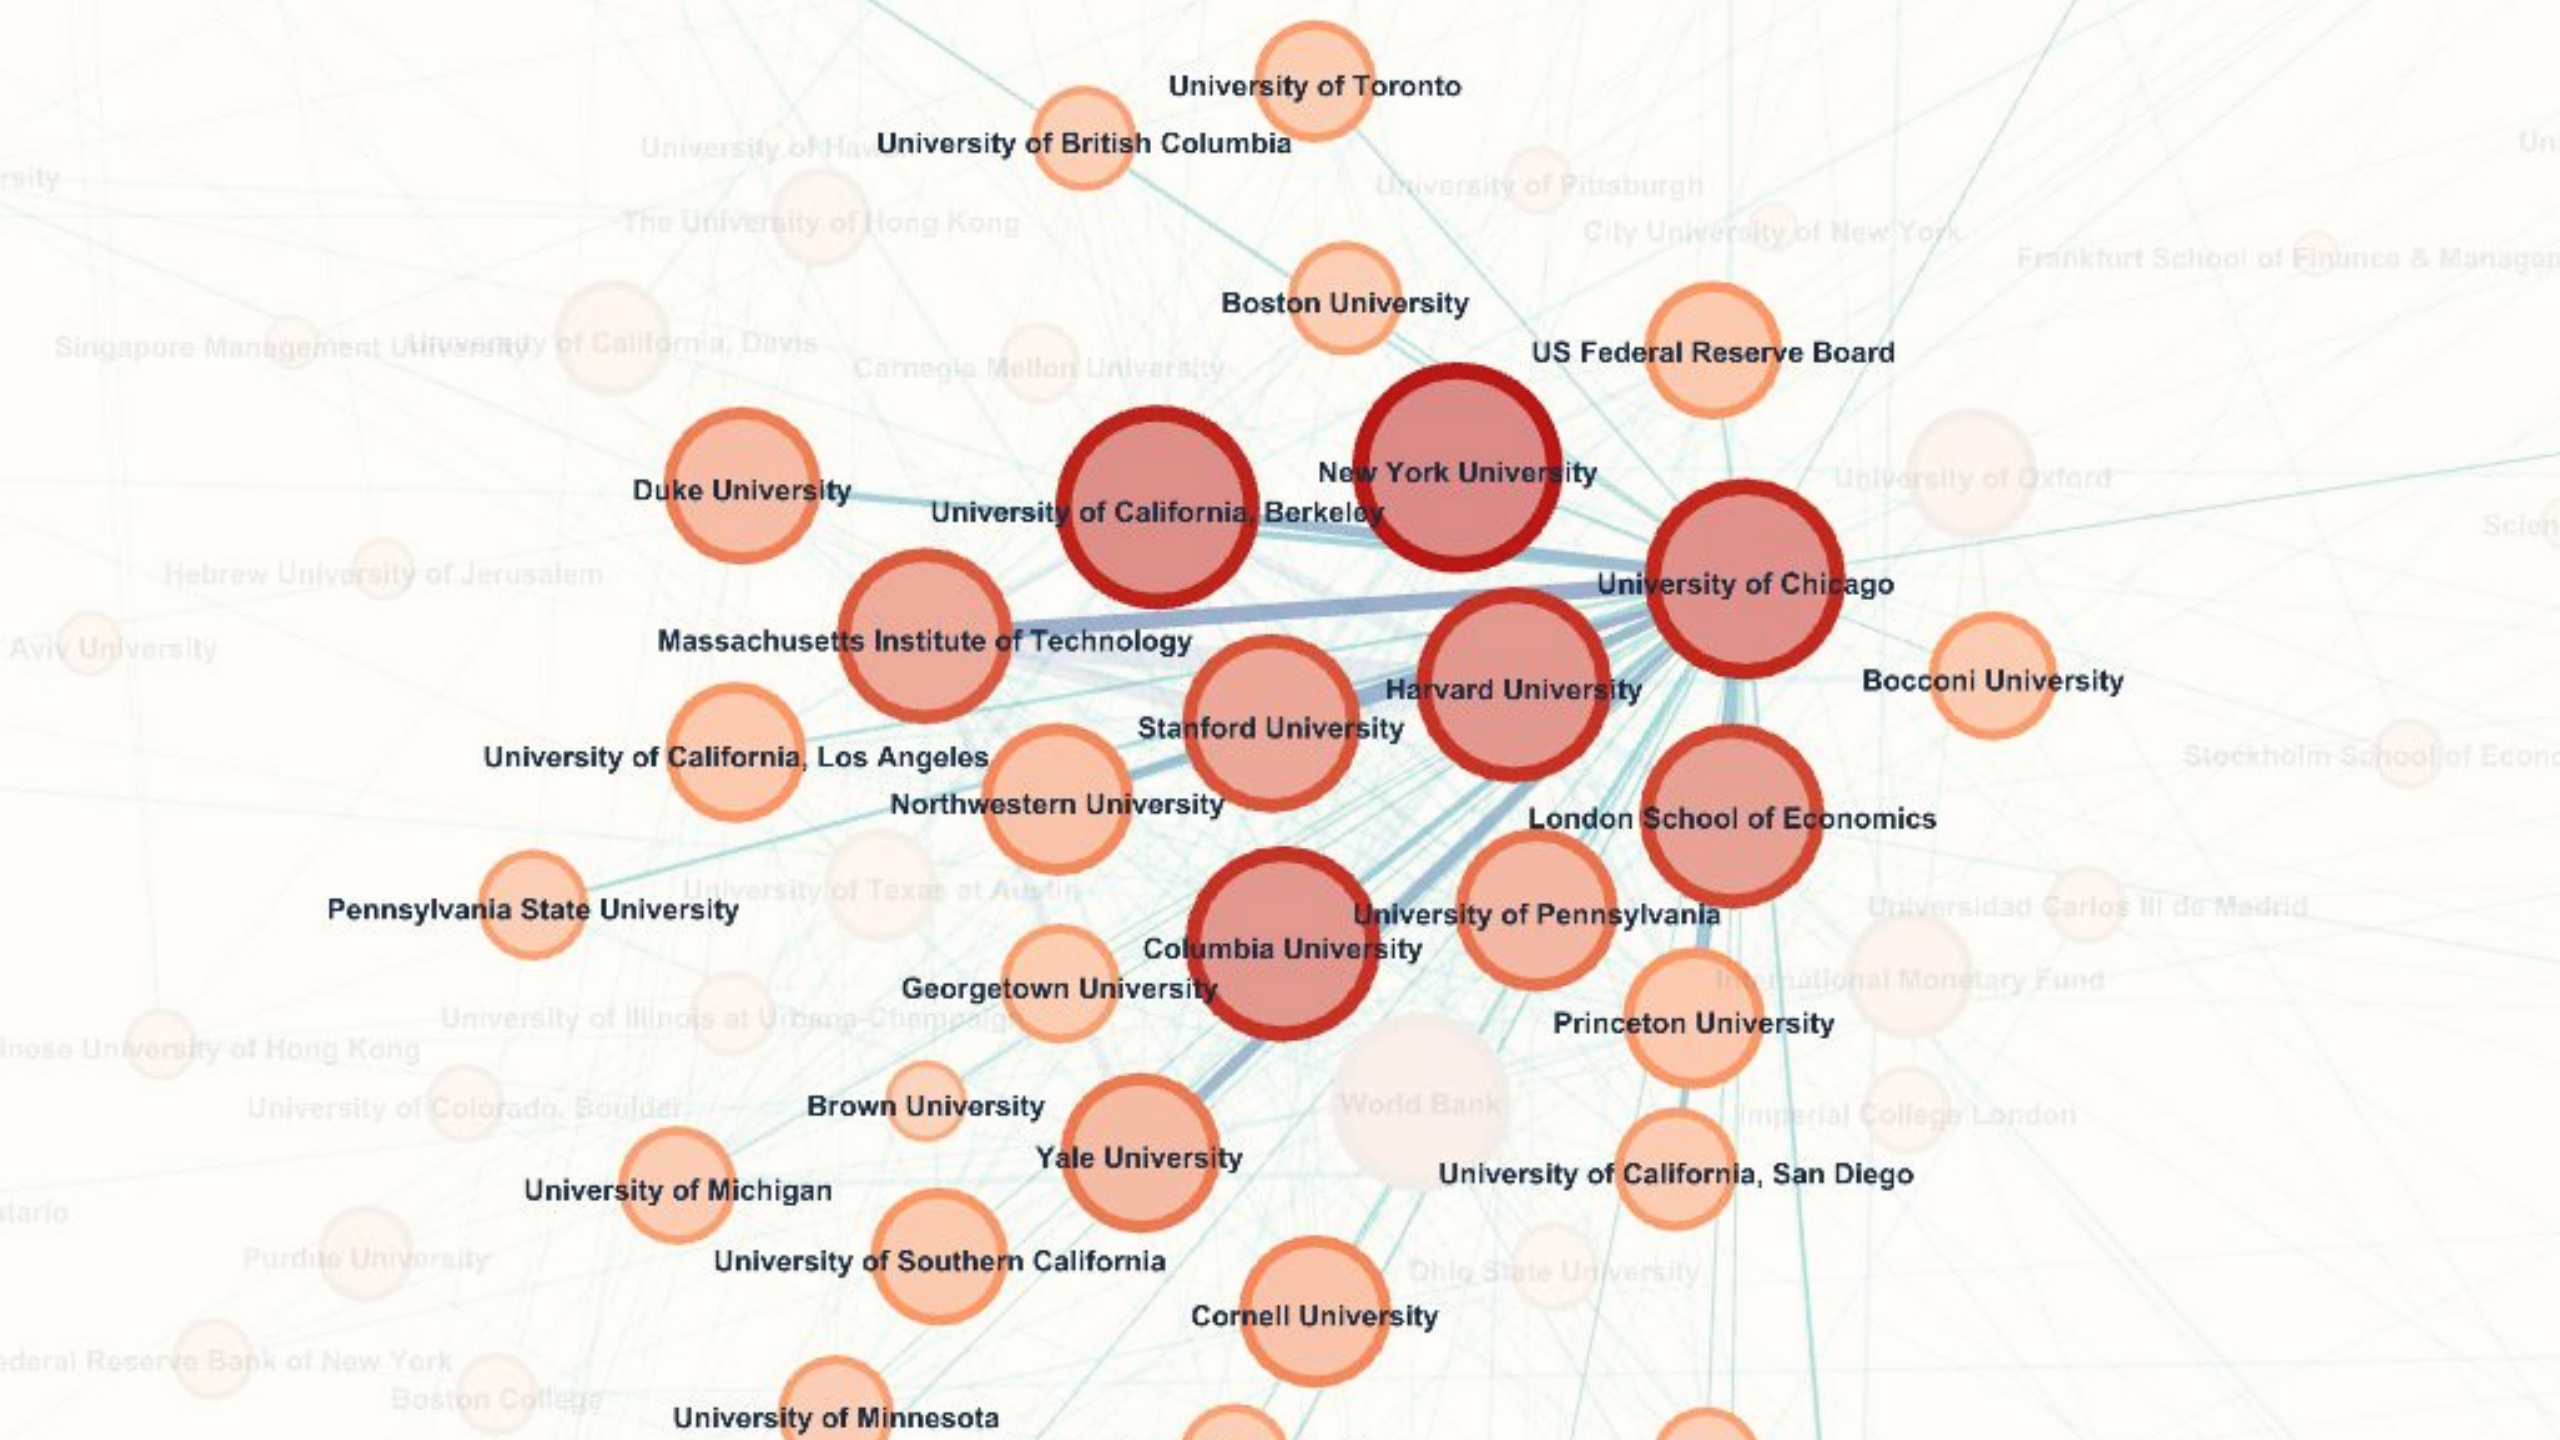 University of Toronto
University of British Columbia
University of Hawaii
Un
rsity
University of Pittsburgh
The University of Hong Kong
City University of New York
Frankfurt School of Finance & Managem
Boston University
Singapore Management University
University of California, Davis
US Federal Reserve Board
Carnegie Mellon University
New York University
University of Oxford
Duke University
University of California, Berkeley
Scien
Hebrew University of Jerusalem
University of Chicago
Massachusetts Institute of Technology
Aviv University
Bocconi University
Harvard University
Stanford University
University of California, Los Angeles
Stockholm School of Econo
Northwestern University
London School of Economics
University of Texas at Austin
Pennsylvania State University
University of Pennsylvania
Universidad Carlos III de Madrid
Columbia University
International Monetary Fund
Georgetown University
University of Illinois at Urbana-Champaign
Princeton University
inese University of Hong Kong
University of Colorado, Boulder
Brown University
World Bank
Imperial College London
Yale University
University of California, San Diego
University of Michigan
ntario
Purdue University
University of Southern California
Ohio State University
Cornell University
ederal Reserve Bank of New York
Boston College
University of Minnesota